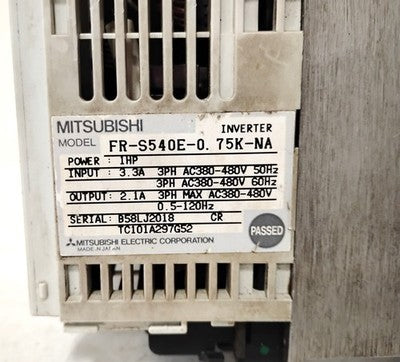 MITSUBISHI INVERTER
MODEL FR-S540E-0.75K-NA
POWER : 1HP
INPUT : 3.3A 3PH AC380-480V 50Hz
3PH AC380-480V 60Hz
OUTPUT: 2.1A 3PH MAX AC380-480V
0.5-120Hz
SERIAL: B58LJ2018 CR
TC101A297G52
PASSED
MITSUBISHI ELECTRIC CORPORATION
MADE IN JAPAN